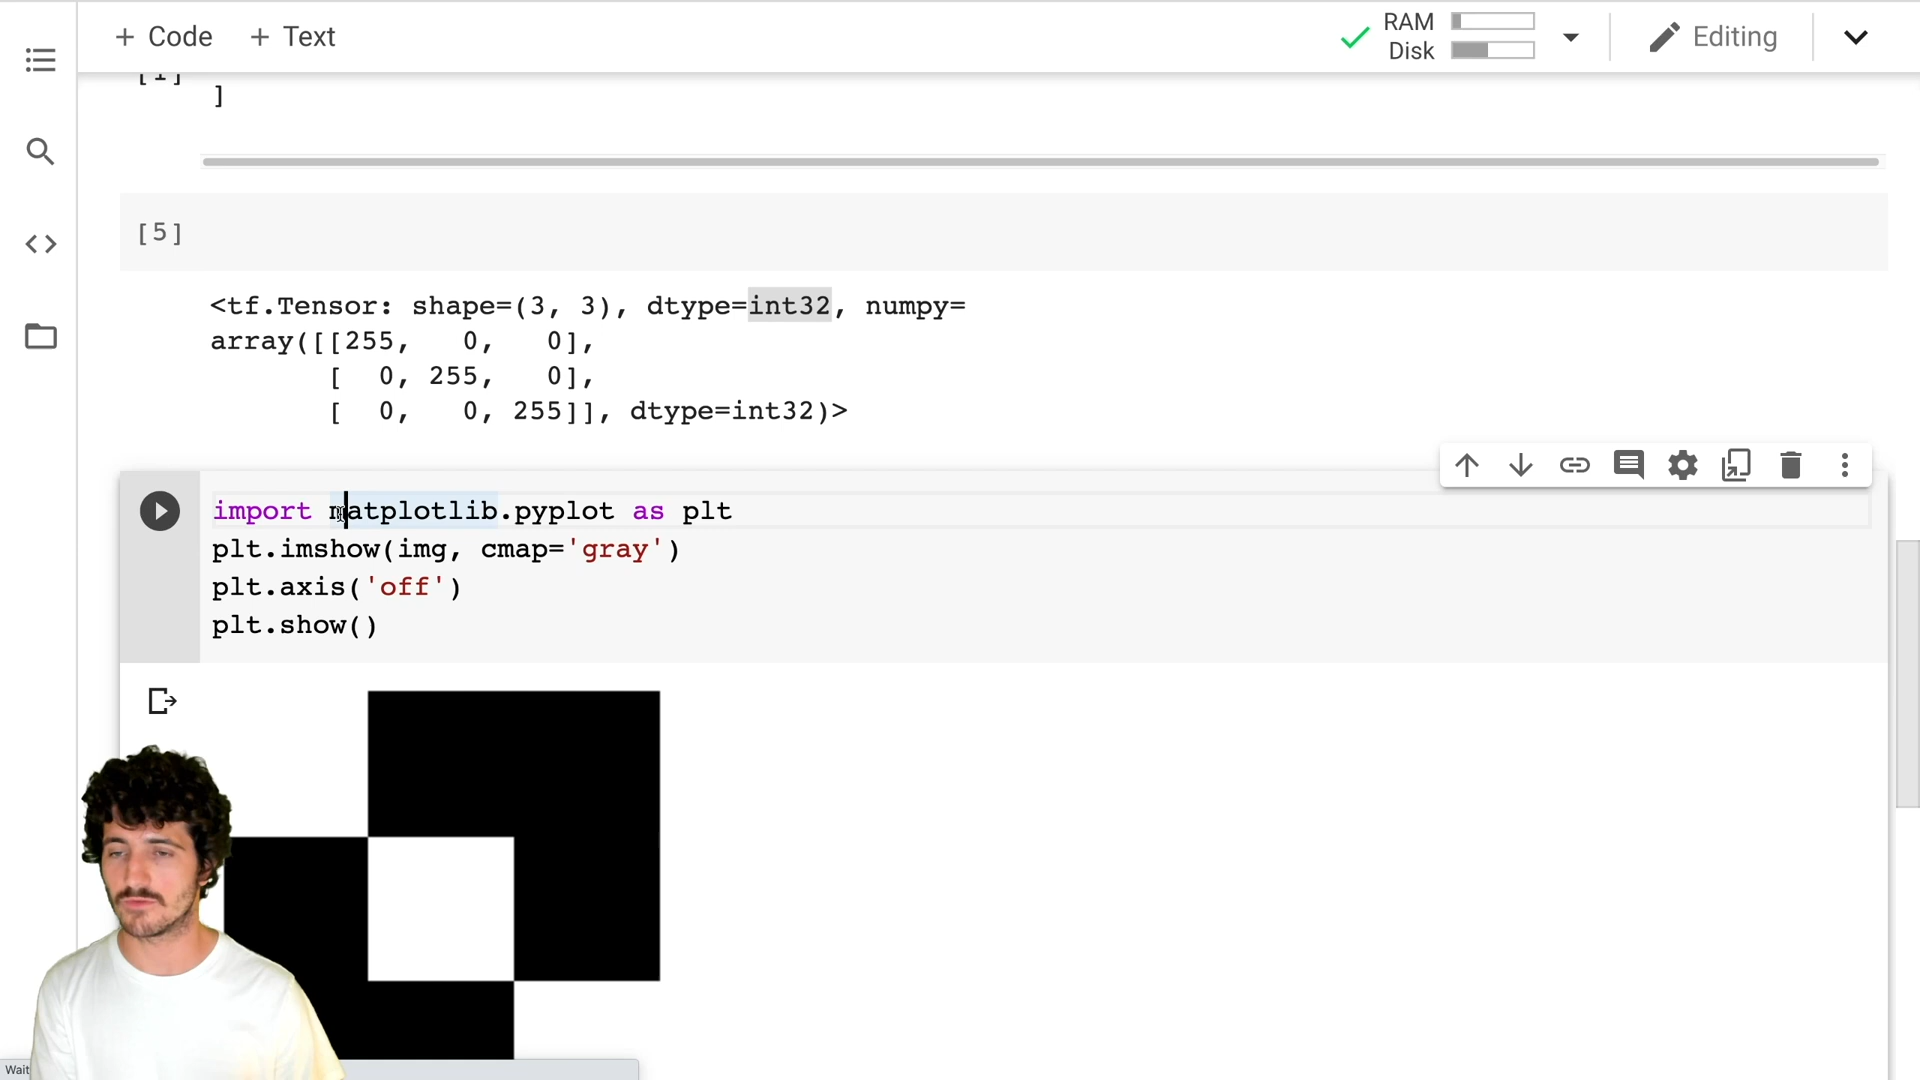 + Code + Text
RAM
Disk
Editing
[1]
]
[5]
<tf.Tensor: shape=(3, 3), dtype=int32, numpy=
array([[255,   0,   0],
       [  0, 255,   0],
       [  0,   0, 255]], dtype=int32)>
import matplotlib.pyplot as plt
plt.imshow(img, cmap='gray')
plt.axis('off')
plt.show()
Wait